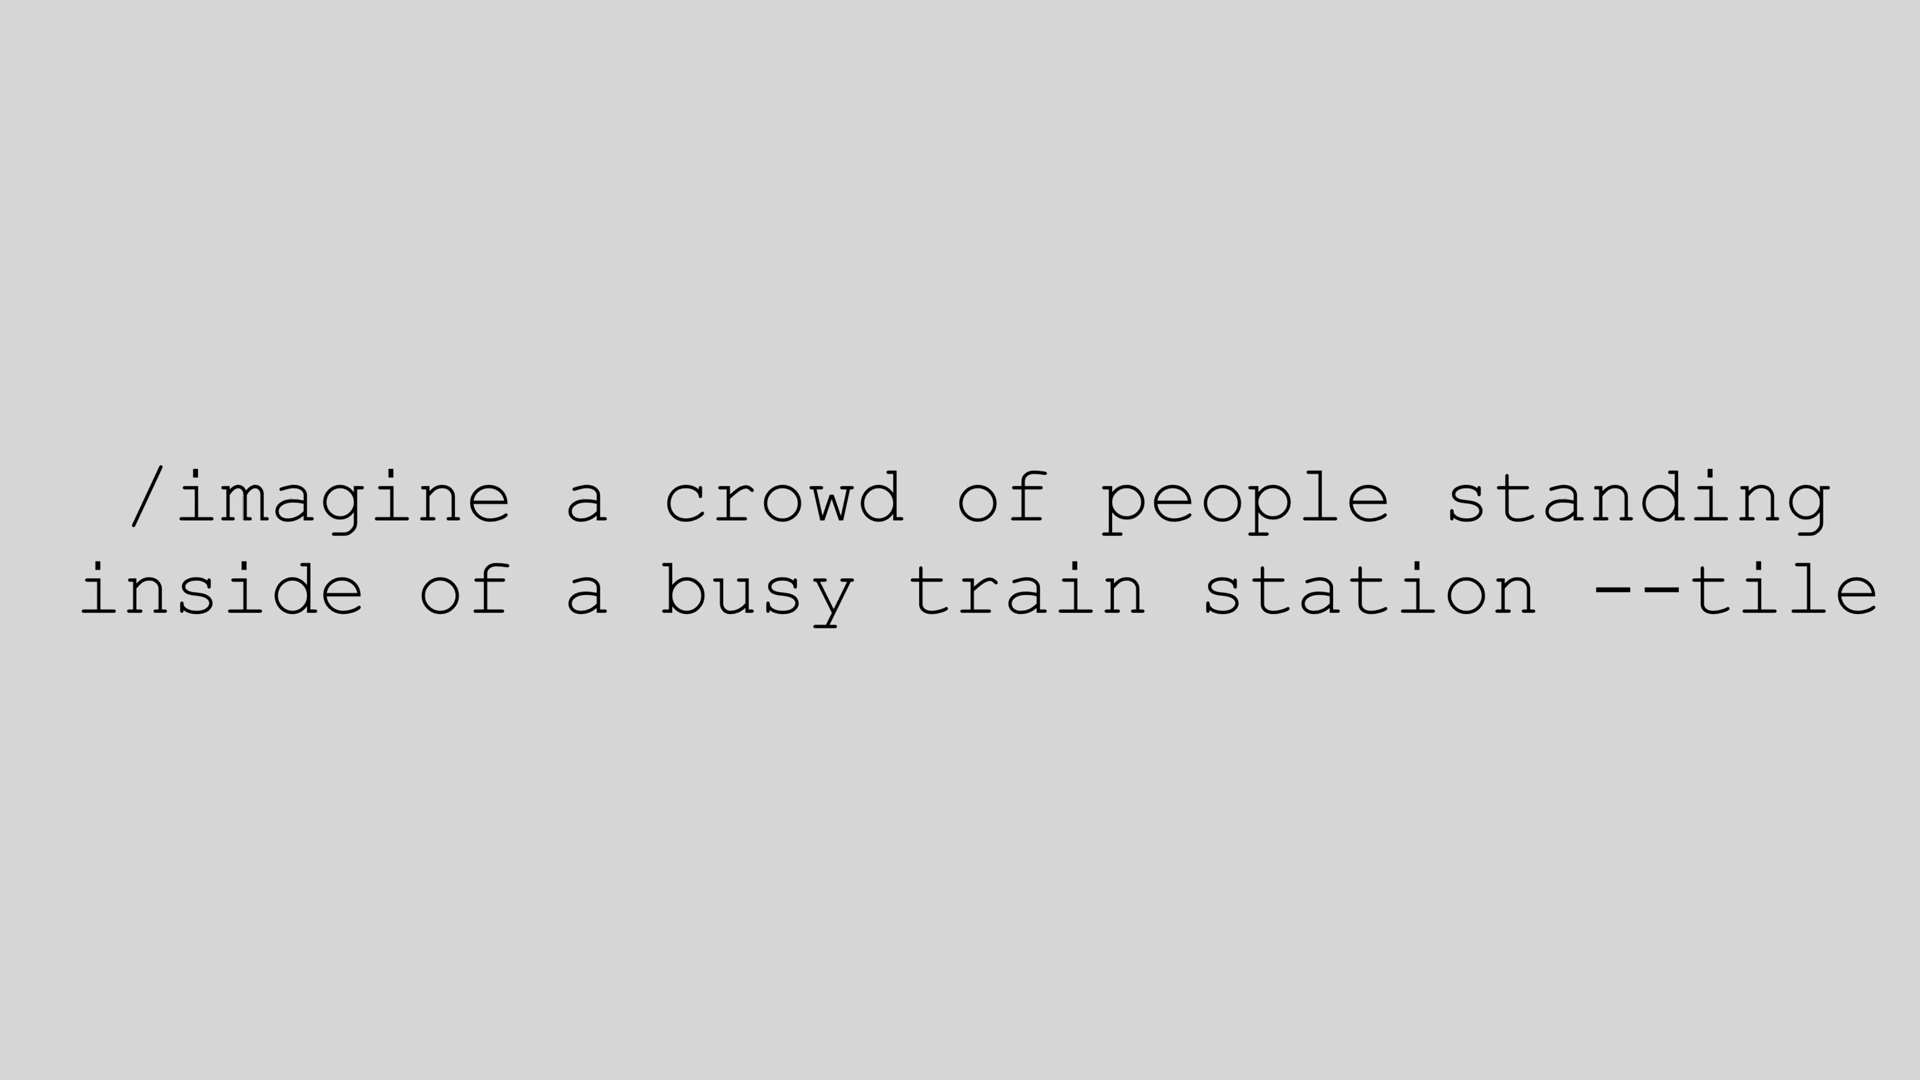 /imagine a crowd of people standing
inside of a busy train station --tile